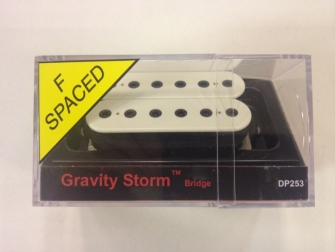 F
SPACED
Gravity Storm™ Bridge
DP253